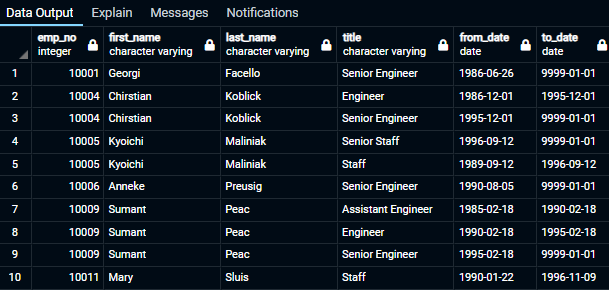 Data Output Explain Messages Notifications
emp_no first_name last_name title from_date to_date
integer character varying character varying character varying date date
1 10001 Georgi Facello Senior Engineer 1986-06-26 9999-01-01
2 10004 Chirstian Koblick Engineer 1986-12-01 1995-12-01
3 10004 Chirstian Koblick Senior Engineer 1995-12-01 9999-01-01
4 10005 Kyoichi Maliniak Senior Staff 1996-09-12 9999-01-01
5 10005 Kyoichi Maliniak Staff 1989-09-12 1996-09-12
6 10006 Anneke Preusig Senior Engineer 1990-08-05 9999-01-01
7 10009 Sumant Peac Assistant Engineer 1985-02-18 1990-02-18
8 10009 Sumant Peac Engineer 1990-02-18 1995-02-18
9 10009 Sumant Peac Senior Engineer 1995-02-18 9999-01-01
10 10011 Mary Sluis Staff 1990-01-22 1996-11-09